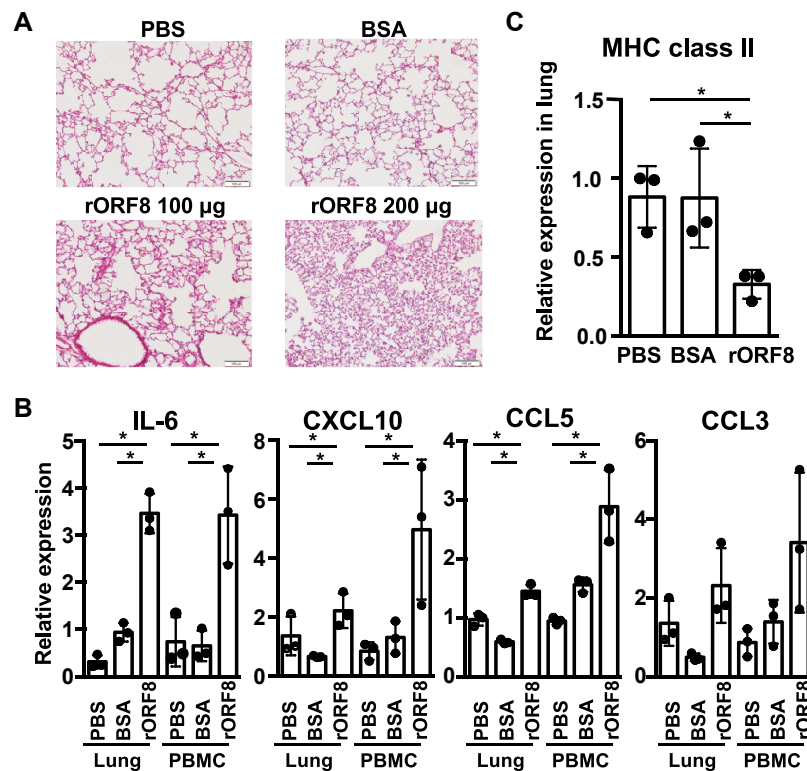 A
PBS
BSA
rORF8 100 µg
rORF8 200 µg
C
MHC class II
Relative expression in lung
1.5
1.0
0.5
0.0
*
*
PBS BSA rORF8
B
Relative expression
IL-6
5
4
3
2
1
0
* *
* *
PBS BSA rORF8 PBS BSA rORF8
Lung PBMC
CXCL10
8
6
4
2
0
* *
* *
PBS BSA rORF8 PBS BSA rORF8
Lung PBMC
CCL5
5
4
3
2
1
0
* *
* *
PBS BSA rORF8 PBS BSA rORF8
Lung PBMC
CCL3
6
4
2
0
PBS BSA rORF8 PBS BSA rORF8
Lung PBMC